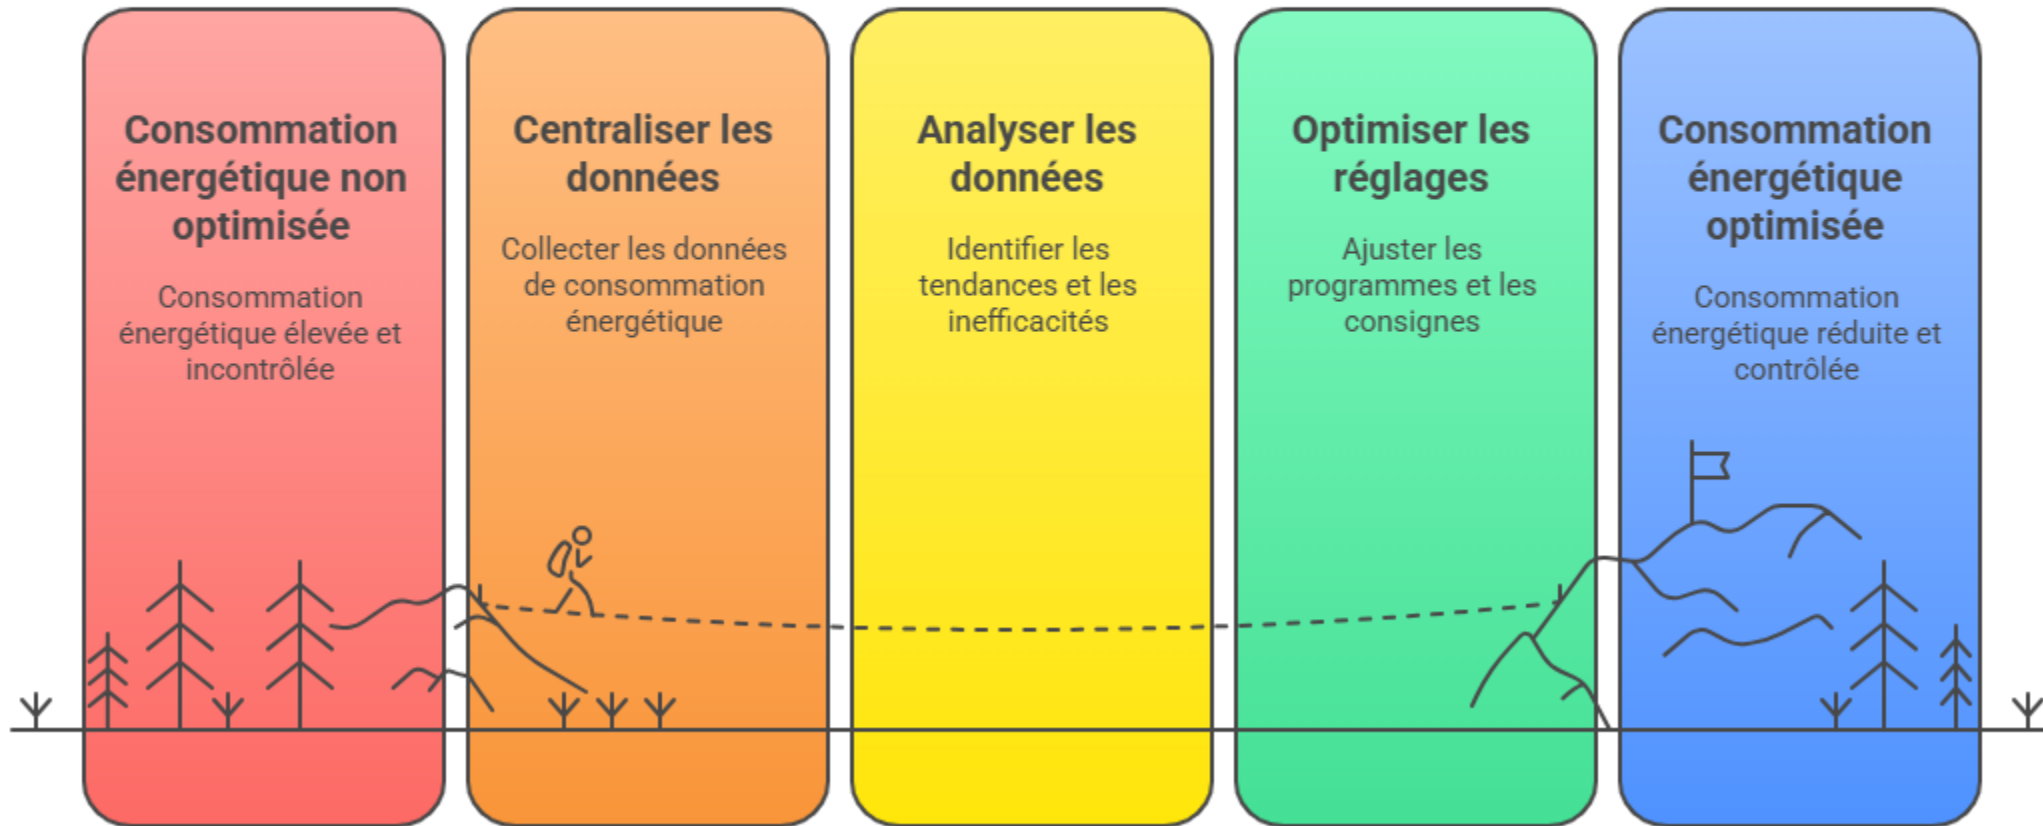 Consommation
énergétique non
optimisée
Consommation
énergétique élevée et
incontrôlée
Centraliser les
données
Collecter les données
de consommation
énergétique
Analyser les
données
Identifier les
tendances et les
inefficacités
Optimiser les
réglages
Ajuster les
programmes et les
consignes
Consommation
énergétique
optimisée
Consommation
énergétique réduite et
contrôlée